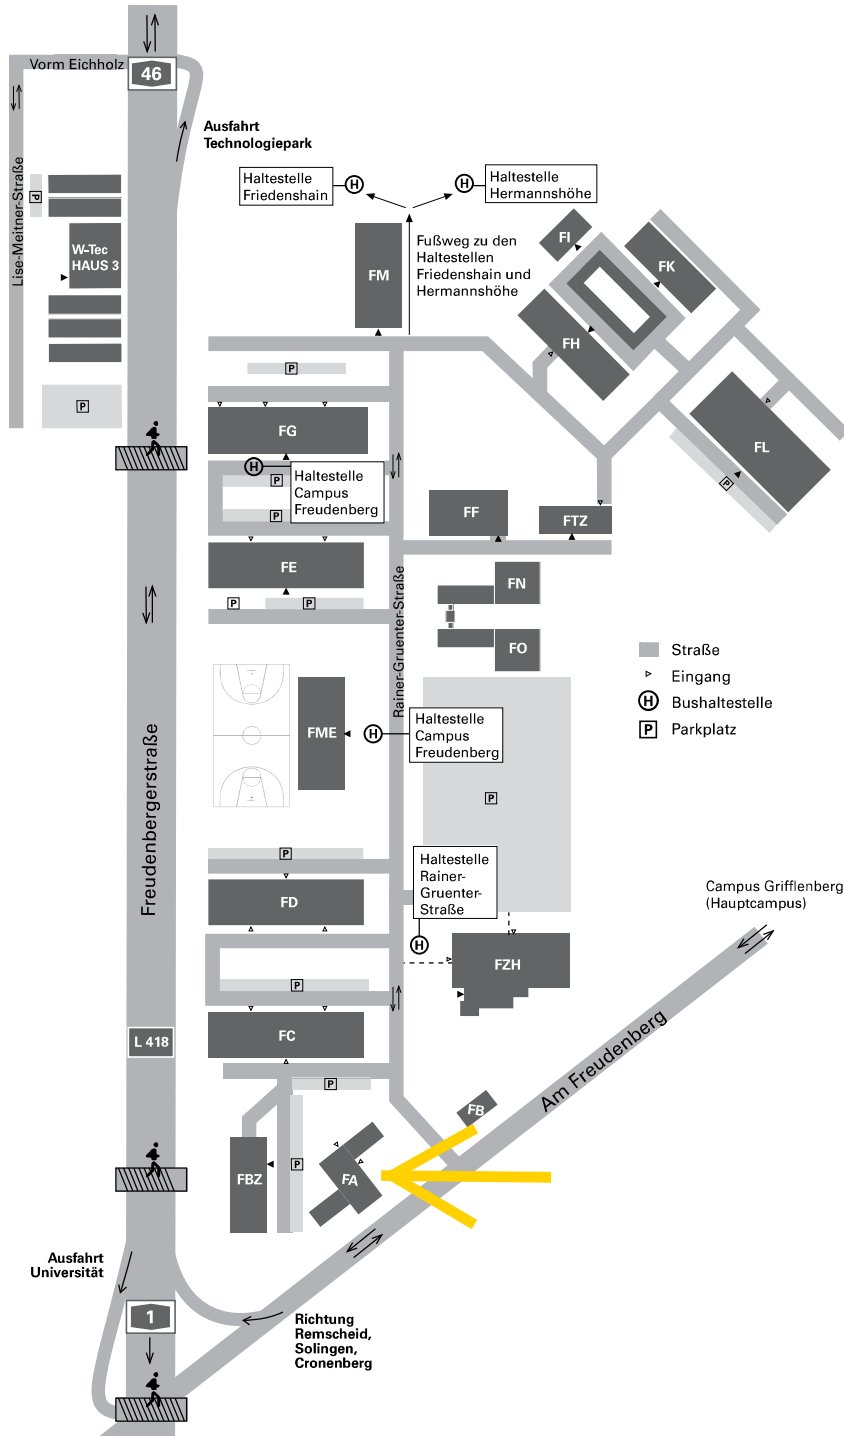 Vorm Eichholz
46
Ausfahrt
Technologiepark
Lise-Meitner-Straße
P
W-Tec
HAUS 3
P
Haltestelle
Friedenshain
H
H
Haltestelle
Hermannshöhe
Fußweg zu den
Haltestellen
Friedenshain und
Hermannshöhe
FM
FI
FK
FH
FL
P
P
FG
H
Haltestelle
Campus
Freudenberg
P
P
FF
FTZ
FE
P
P
FN
FO
Rainer-Gruenter-Straße
Straße
Eingang
H
Bushaltestelle
P
Parkplatz
FME
H
Haltestelle
Campus
Freudenberg
P
Freudenbergerstraße
P
FD
Haltestelle
Rainer-
Gruenter-
Straße
H
Campus Grifflenberg
(Hauptcampus)
FZH
P
FC
L 418
P
Am Freudenberg
FB
FBZ
P
FA
Ausfahrt
Universität
1
Richtung
Remscheid,
Solingen,
Cronenberg